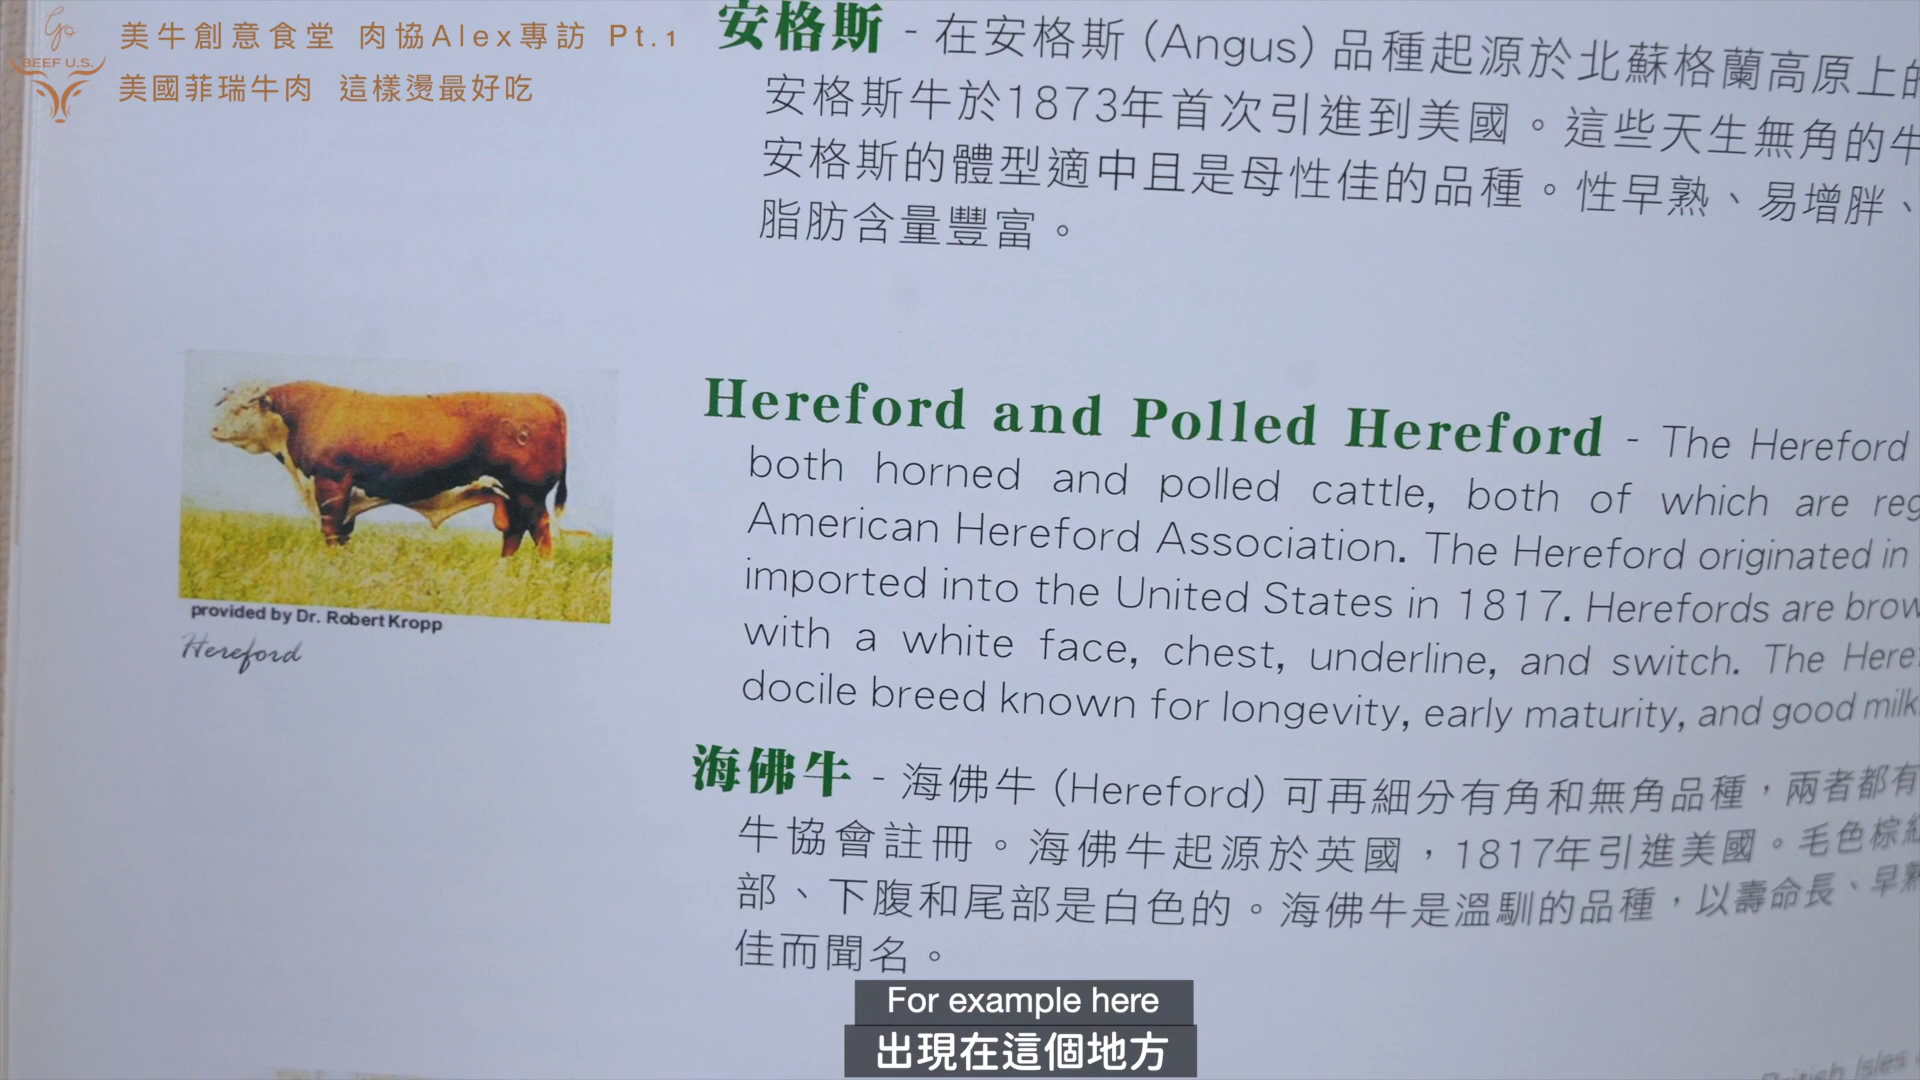 Go
BEEF U.S.
美牛創意食堂 肉協Alex專訪 Pt.1
美國菲瑞牛肉 這樣燙最好吃
安格斯 - 在安格斯 (Angus) 品種起源於北蘇格蘭高原上的
安格斯牛於1873年首次引進到美國。這些天生無角的牛
安格斯的體型適中且是母性佳的品種。性早熟、易增胖、
脂肪含量豐富。
Hereford and Polled Hereford - The Hereford
both horned and polled cattle, both of which are reg
American Hereford Association. The Hereford originated in
imported into the United States in 1817. Herefords are brow
with a white face, chest, underline, and switch. The Heref
docile breed known for longevity, early maturity, and good milk
provided by Dr. Robert Kropp
Hereford
海佛牛 - 海佛牛 (Hereford) 可再細分有角和無角品種，兩者都有
牛協會註冊。海佛牛起源於英國，1817年引進美國。毛色棕紅
部、下腹和尾部是白色的。海佛牛是溫馴的品種，以壽命長、早熟
佳而聞名。
For example here
出現在這個地方
British Isles